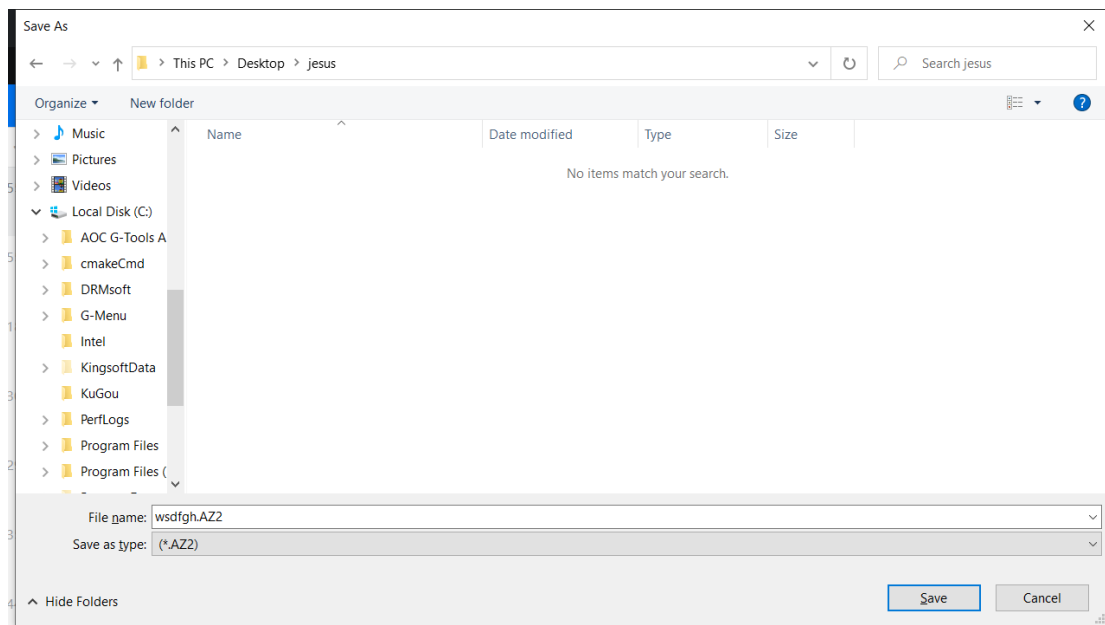 Save As
This PC > Desktop > jesus
Search jesus
Organize
New folder
Music
Pictures
Videos
Local Disk (C:)
AOC G-Tools A
cmakeCmd
DRMsoft
G-Menu
Intel
KingsoftData
KuGou
PerfLogs
Program Files
Program Files (
Name Date modified Type Size
No items match your search.
File name: wsdfgh.AZ2
Save as type: (*.AZ2)
Hide Folders
Save
Cancel